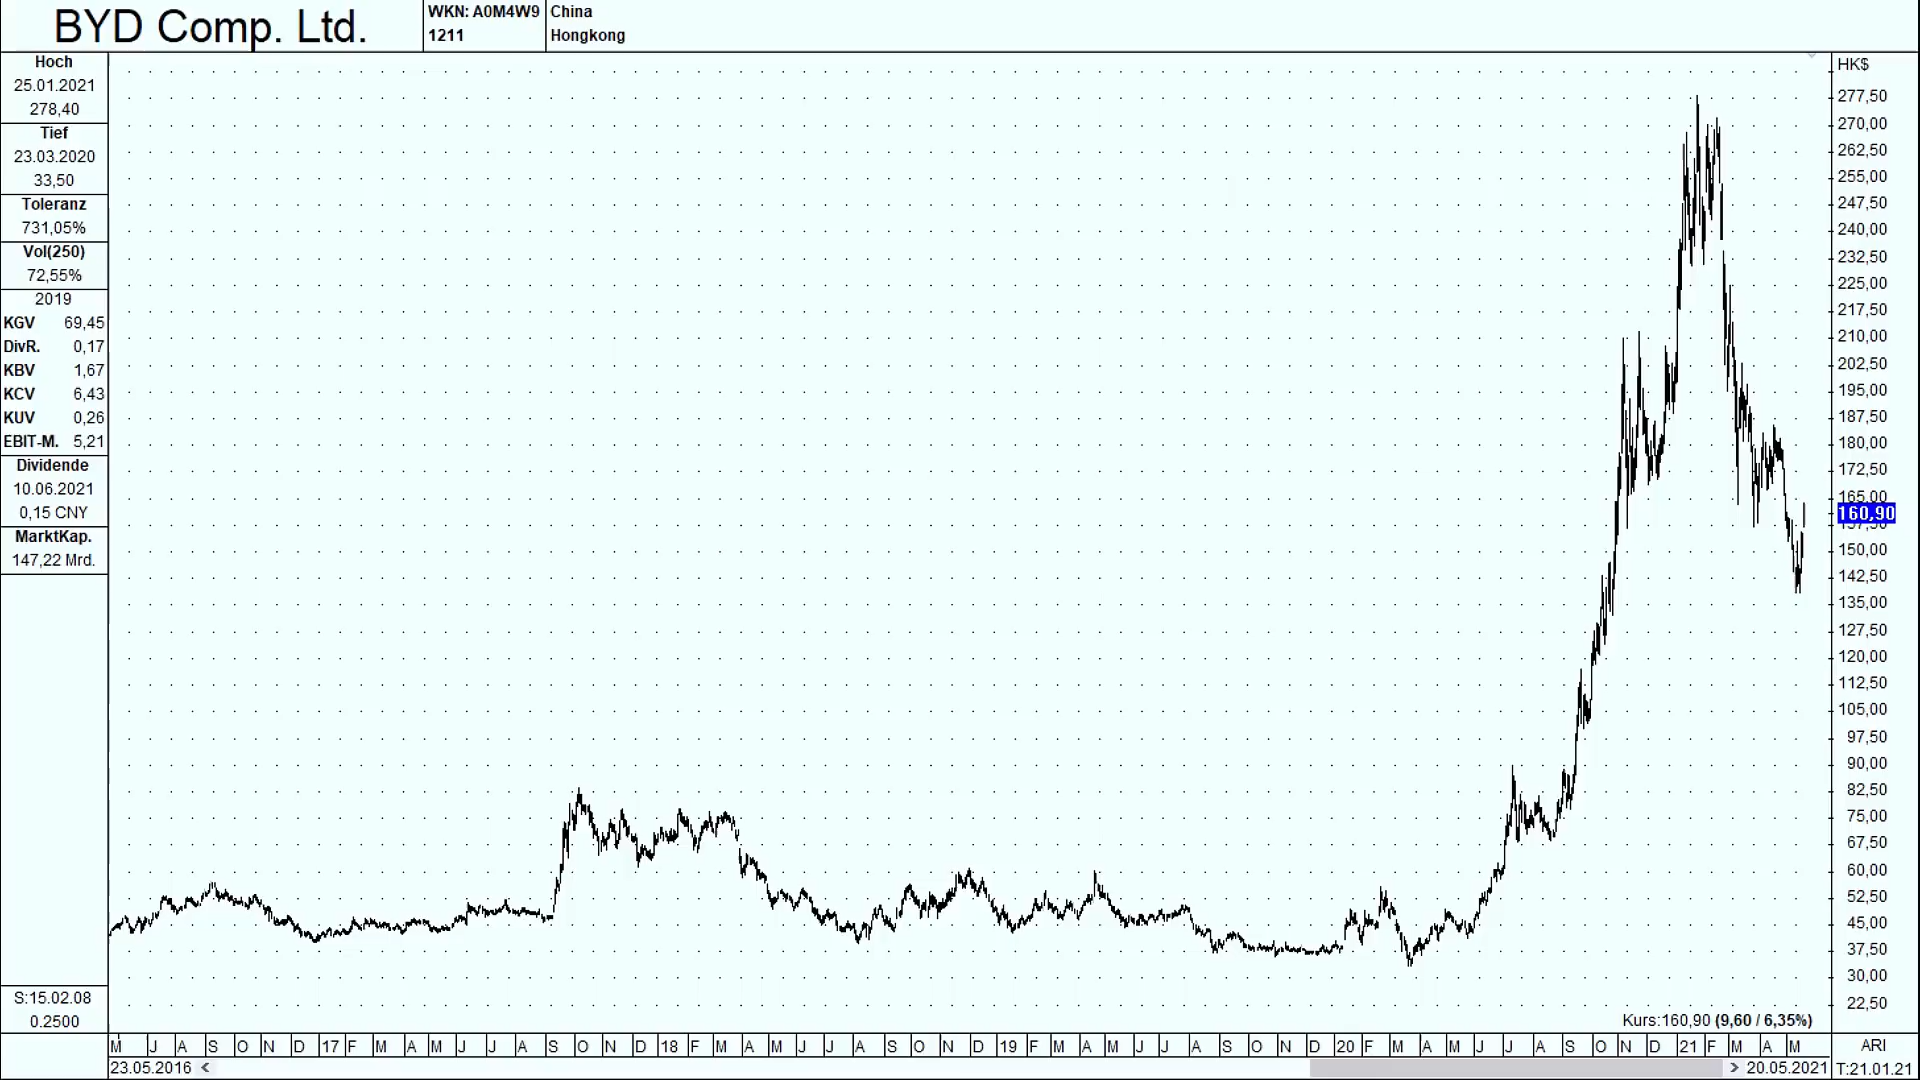 BYD Comp. Ltd.
WKN: A0M4W9
1211
China
Hongkong
Hoch
25.01.2021
278,40
Tief
23.03.2020
33,50
Toleranz
731,05%
Vol(250)
72,55%
2019
KGV 69,45
DivR. 0,17
KBV 1,67
KCV 6,43
KUV 0,26
EBIT-M. 5,21
Dividende
10.06.2021
0,15 CNY
MarktKap.
147,22 Mrd.
S:15.02.08
0.2500
HK$
277,50
270,00
262,50
255,00
247,50
240,00
232,50
225,00
217,50
210,00
202,50
195,00
187,50
180,00
172,50
165,00
160,90
157,50
150,00
142,50
135,00
127,50
120,00
112,50
105,00
97,50
90,00
82,50
75,00
67,50
60,00
52,50
45,00
37,50
30,00
22,50
Kurs:160,90 (9,60 / 6,35%)
M J A S O N D 17 F M A M J J A S O N D 18 F M A M J J A S O N D 19 F M A M J J A S O N D 20 F M A M J J A S O N D 21 F M A M
ARI
23.05.2016 < > 20.05.2021
T:21.01.21